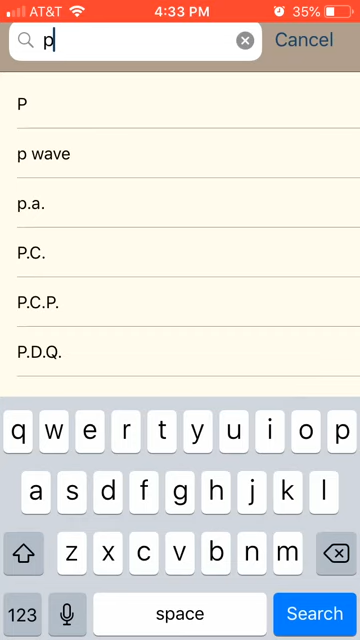 AT&T 4:33 PM 35%
p Cancel
P
p wave
p.a.
P.C.
P.C.P.
P.D.Q.
q w e r t y u i o p
a s d f g h j k l
z x c v b n m
123 space Search